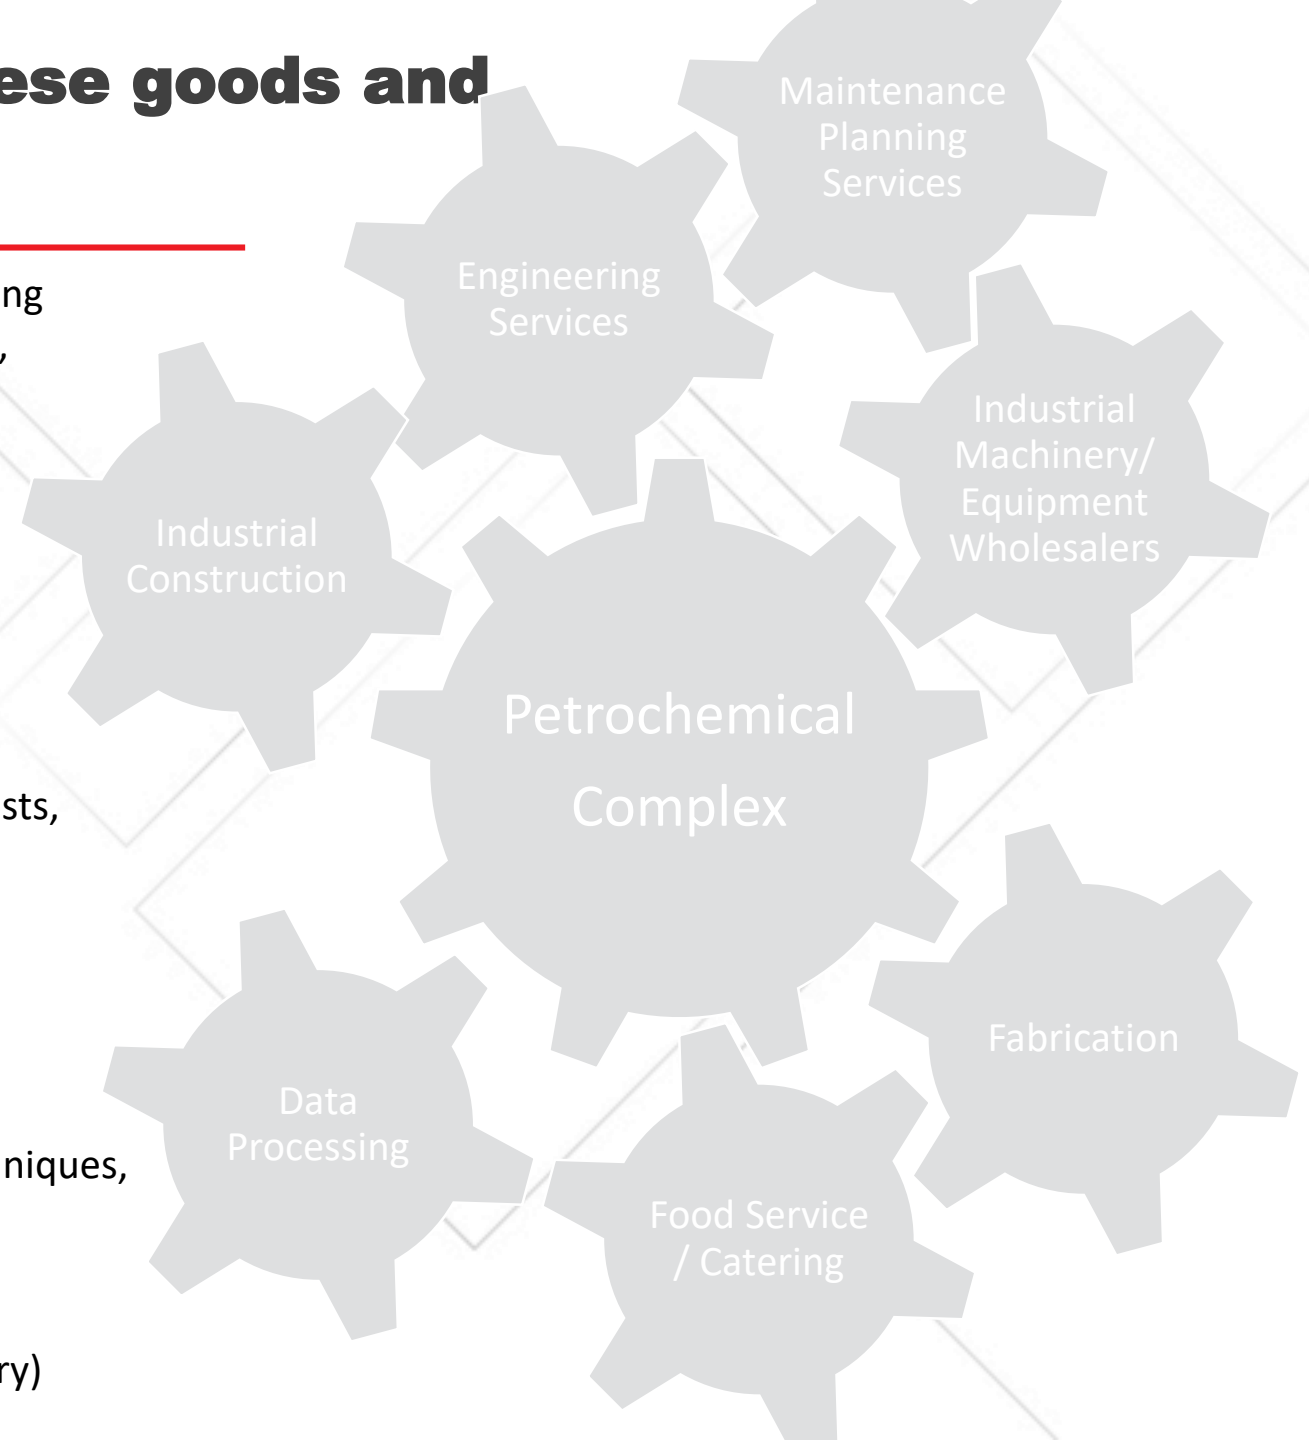 ese goods and
ng
,
sts,
niques,
ry)
Maintenance
Planning
Services
Engineering
Services
Industrial
Machinery/
Equipment
Wholesalers
Industrial
Construction
Petrochemical
Complex
Fabrication
Data
Processing
Food Service
/ Catering